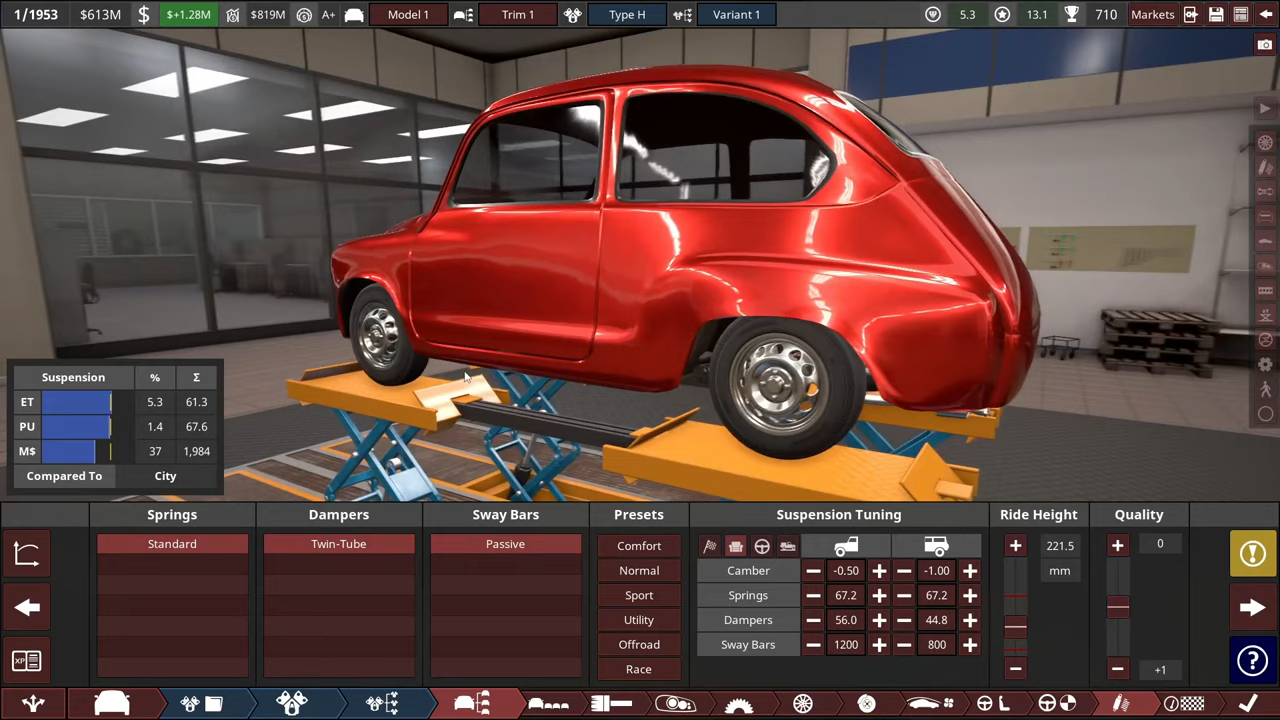 1/1953 $613M $+1.28M $819M A+ Model 1 Trim 1 Type H Variant 1 5.3 13.1 710 Markets
Suspension % Σ
ET 5.3 61.3
PU 1.4 67.6
M$ 37 1,984
Compared To City
Springs Dampers Sway Bars Presets Suspension Tuning Ride Height Quality
Standard Twin-Tube Passive Comfort 221.5 0
mm
Normal Camber -0.50 -1.00
Sport Springs 67.2 67.2
Utility Dampers 56.0 44.8
Offroad Sway Bars 1200 800
Race +1
XP